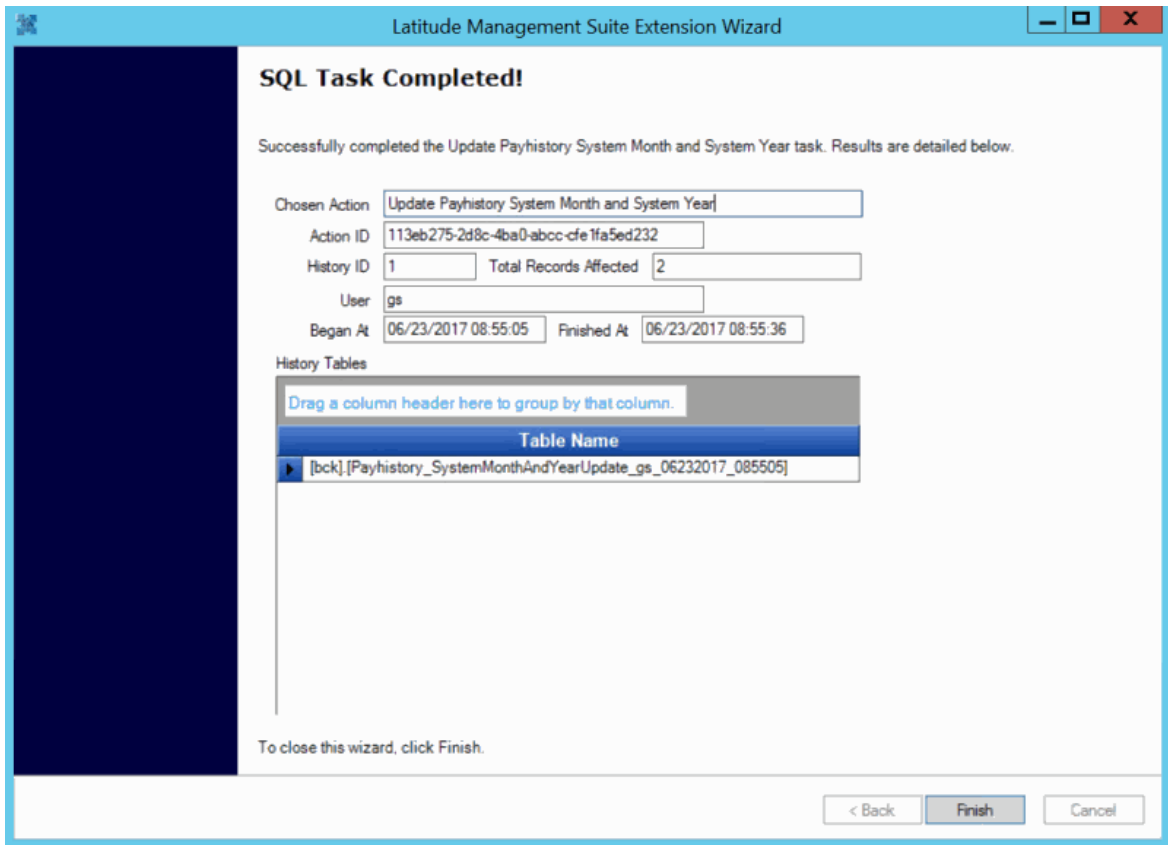 Latitude Management Suite Extension Wizard
X
SQL Task Completed!
Successfully completed the Update Payhistory System Month and System Year task. Results are detailed below.
Chosen Action Update Payhistory System Month and System Year
Action ID 113eb275-2d8c-4ba0-abcc-cfe1fa5ed232
History ID 1 Total Records Affected 2
User gs
Began At 06/23/2017 08:55:05 Finished At 06/23/2017 08:55:36
History Tables
Drag a column header here to group by that column.
Table Name
[bck].[Payhistory_SystemMonthAndYearUpdate_gs_06232017_085505]
To close this wizard, click Finish.
< Back Finish Cancel